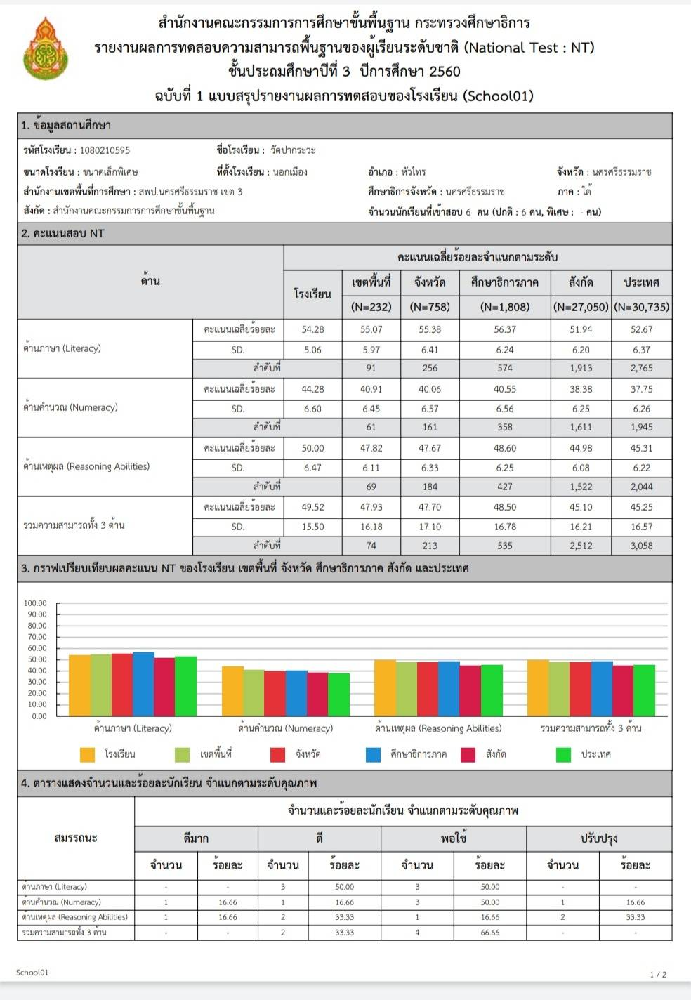 สำนักงานคณะกรรมการการศึกษาขั้นพื้นฐาน กระทรวงศึกษาธิการ
รายงานผลการทดสอบความสามารถพื้นฐานของผู้เรียนระดับชาติ (National Test : NT)
ชั้นประถมศึกษาปีที่ 3 ปีการศึกษา 2560
ฉบับที่ 1 แบบสรุปรายงานผลการทดสอบของโรงเรียน (School01)
1. ข้อมูลสถานศึกษา
รหัสโรงเรียน : 1080210595 ชื่อโรงเรียน : วัดปากระวะ
ขนาดโรงเรียน : ขนาดเล็กพิเศษ ที่ตั้งโรงเรียน : นอกเมือง อำเภอ : หัวไทร จังหวัด : นครศรีธรรมราช
สำนักงานเขตพื้นที่การศึกษา : สพป.นครศรีธรรมราช เขต 3 ศึกษาธิการจังหวัด : นครศรีธรรมราช ภาค : ใต้
สังกัด : สำนักงานคณะกรรมการการศึกษาขั้นพื้นฐาน จำนวนนักเรียนที่เข้าสอบ 6 คน (ปกติ : 6 คน, พิเศษ : - คน)
2. คะแนนสอบ NT
ด้าน คะแนนเฉลี่ยร้อยละจำแนกตามระดับ
โรงเรียน เขตพื้นที่ จังหวัด ศึกษาธิการภาค สังกัด ประเทศ
(N=232) (N=758) (N=1,808) (N=27,050) (N=30,735)
ด้านภาษา (Literacy) คะแนนเฉลี่ยร้อยละ 54.28 55.07 55.38 56.37 51.94 52.67
SD. 5.06 5.97 6.41 6.24 6.20 6.37
ลำดับที่ 91 256 574 1,913 2,765
ด้านคำนวณ (Numeracy) คะแนนเฉลี่ยร้อยละ 44.28 40.91 40.06 40.55 38.38 37.75
SD. 6.60 6.45 6.57 6.56 6.25 6.26
ลำดับที่ 61 161 358 1,611 1,945
ด้านเหตุผล (Reasoning Abilities) คะแนนเฉลี่ยร้อยละ 50.00 47.82 47.67 48.60 44.98 45.31
SD. 6.47 6.11 6.33 6.25 6.08 6.22
ลำดับที่ 69 184 427 1,522 2,044
รวมความสามารถทั้ง 3 ด้าน คะแนนเฉลี่ยร้อยละ 49.52 47.93 47.70 48.50 45.10 45.25
SD. 15.50 16.18 17.10 16.78 16.21 16.57
ลำดับที่ 74 213 535 2,512 3,058
3. กราฟเปรียบเทียบผลคะแนน NT ของโรงเรียน เขตพื้นที่ จังหวัด ศึกษาธิการภาค สังกัด และประเทศ
100.00
90.00
80.00
70.00
60.00
50.00
40.00
30.00
20.00
10.00
0.00
ด้านภาษา (Literacy) ด้านคำนวณ (Numeracy) ด้านเหตุผล (Reasoning Abilities) รวมความสามารถทั้ง 3 ด้าน
โรงเรียน เขตพื้นที่ จังหวัด ศึกษาธิการภาค สังกัด ประเทศ
4. ตารางแสดงจำนวนและร้อยละนักเรียน จำแนกตามระดับคุณภาพ
สมรรถนะ จำนวนและร้อยละนักเรียน จำแนกตามระดับคุณภาพ
ดีมาก ดี พอใช้ ปรับปรุง
จำนวน ร้อยละ จำนวน ร้อยละ จำนวน ร้อยละ จำนวน ร้อยละ
ด้านภาษา (Literacy) - - 3 50.00 3 50.00 - -
ด้านคำนวณ (Numeracy) 1 16.66 1 16.66 3 50.00 1 16.66
ด้านเหตุผล (Reasoning Abilities) 1 16.66 2 33.33 1 16.66 2 33.33
รวมความสามารถทั้ง 3 ด้าน - - 2 33.33 4 66.66 - -
School01 1 / 2